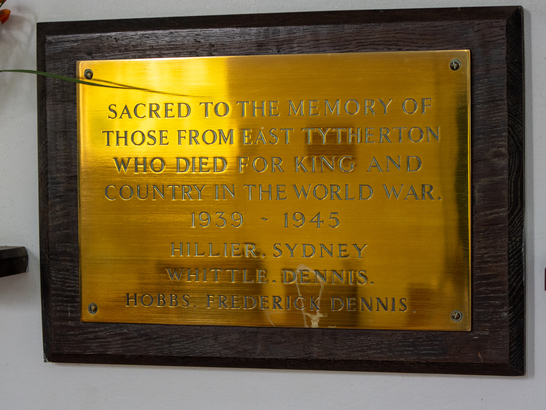 SACRED TO THE MEMORY OF
THOSE FROM EAST TYTHERTON
WHO DIED FOR KING AND
COUNTRY IN THE WORLD WAR.
1939 - 1945
HILLIER. SYDNEY
WHITTLE. DENNIS.
HOBBS. FREDERICK DENNIS